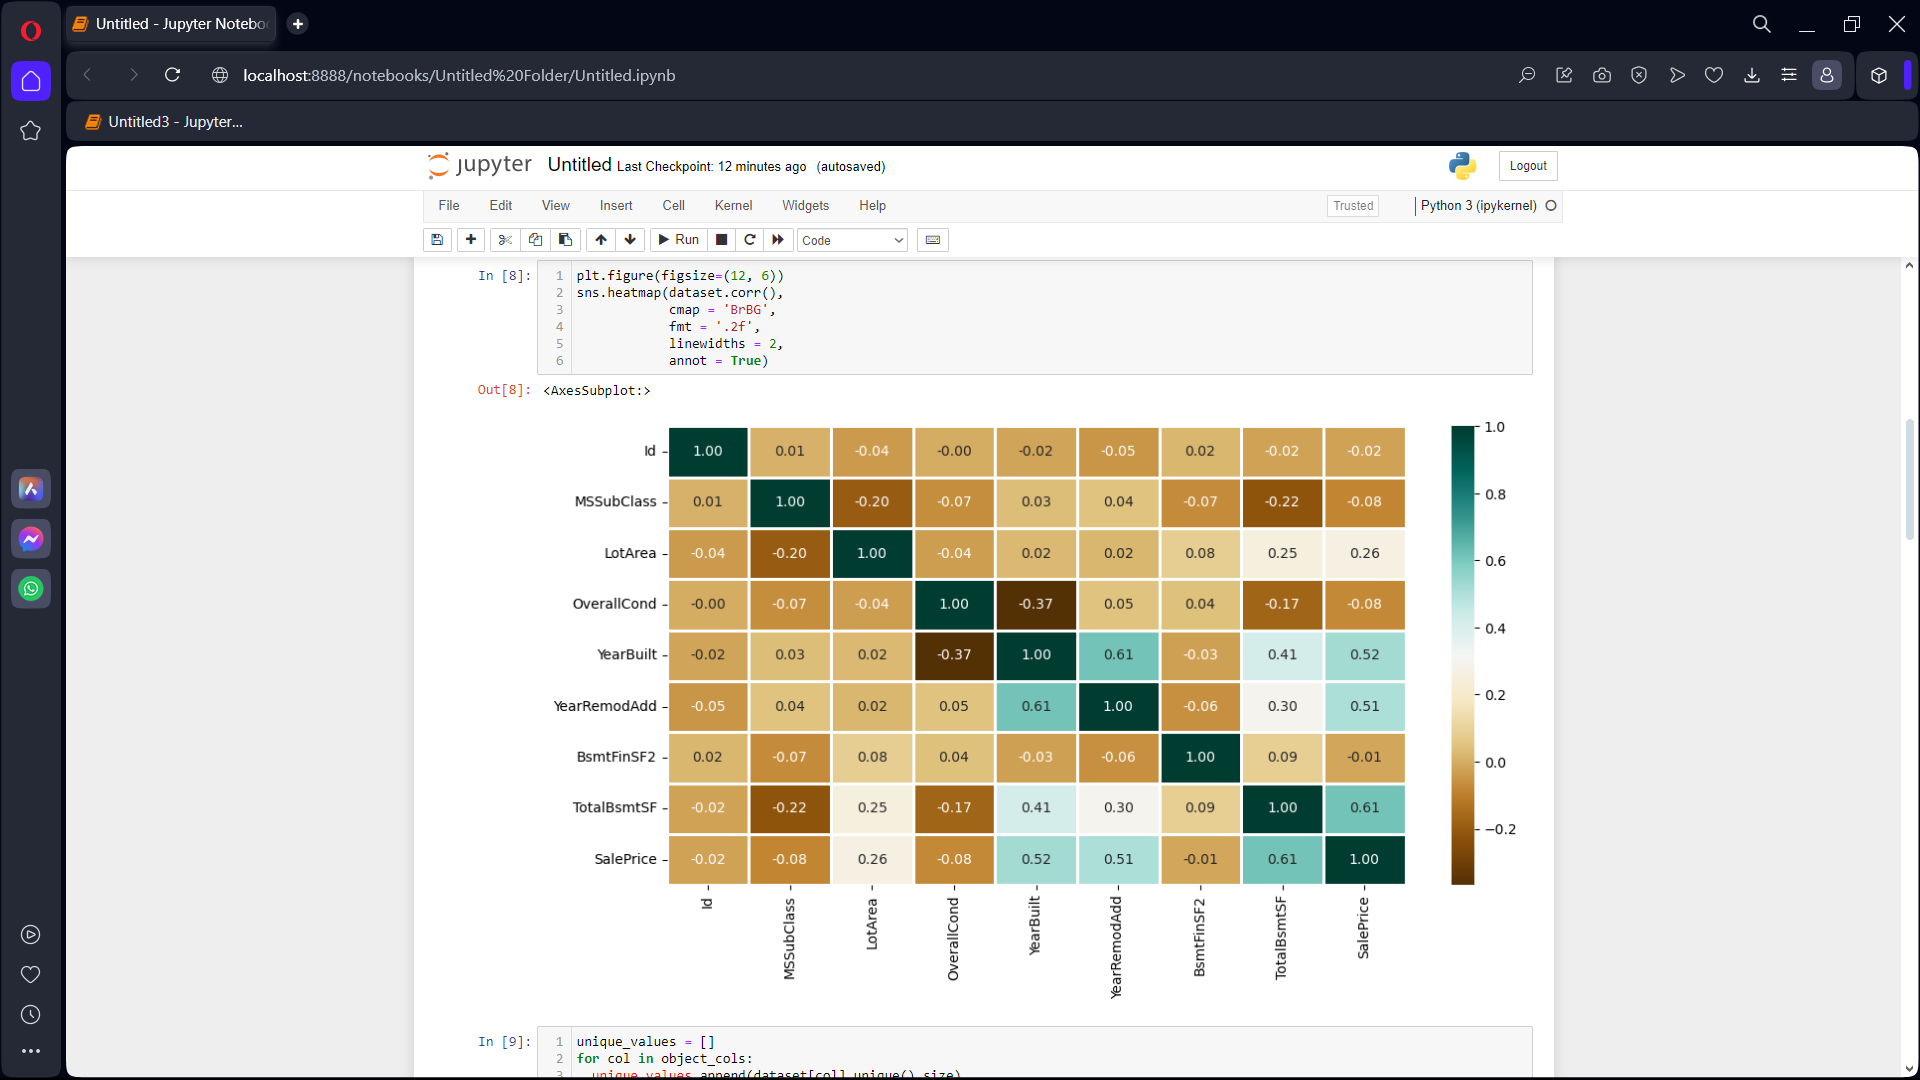 Untitled - Jupyter Notebo
localhost:8888/notebooks/Untitled%20Folder/Untitled.ipynb
Untitled3 - Jupyter...
jupyter Untitled Last Checkpoint: 12 minutes ago (autosaved)
Logout
File Edit View Insert Cell Kernel Widgets Help
Trusted
Python 3 (ipykernel)
Run
Code
In [8]:
1 plt.figure(figsize=(12, 6))
2 sns.heatmap(dataset.corr(),
3 cmap = 'BrBG',
4 fmt = '.2f',
5 linewidths = 2,
6 annot = True)
Out[8]: <AxesSubplot:>
Id 1.00 0.01 -0.04 -0.00 -0.02 -0.05 0.02 -0.02 -0.02
MSSubClass 0.01 1.00 -0.20 -0.07 0.03 0.04 -0.07 -0.22 -0.08
LotArea -0.04 -0.20 1.00 -0.04 0.02 0.02 0.08 0.25 0.26
OverallCond -0.00 -0.07 -0.04 1.00 -0.37 0.05 0.04 -0.17 -0.08
YearBuilt -0.02 0.03 0.02 -0.37 1.00 0.61 -0.03 0.41 0.52
YearRemodAdd -0.05 0.04 0.02 0.05 0.61 1.00 -0.06 0.30 0.51
BsmtFinSF2 0.02 -0.07 0.08 0.04 -0.03 -0.06 1.00 0.09 -0.01
TotalBsmtSF -0.02 -0.22 0.25 -0.17 0.41 0.30 0.09 1.00 0.61
SalePrice -0.02 -0.08 0.26 -0.08 0.52 0.51 -0.01 0.61 1.00
Id MSSubClass LotArea OverallCond YearBuilt YearRemodAdd BsmtFinSF2 TotalBsmtSF SalePrice
1.0
0.8
0.6
0.4
0.2
0.0
−0.2
In [9]:
1 unique_values = []
2 for col in object_cols:
3 unique_values.append(dataset[col].unique().size)